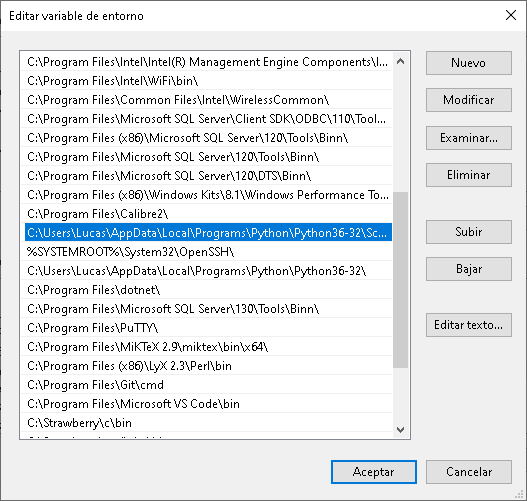 Editar variable de entorno
C:\Program Files\Intel\Intel(R) Management Engine Components\I...
C:\Program Files\Intel\WiFi\bin\
C:\Program Files\Common Files\Intel\WirelessCommon\
C:\Program Files\Microsoft SQL Server\Client SDK\ODBC\110\Tool...
C:\Program Files (x86)\Microsoft SQL Server\120\Tools\Binn\
C:\Program Files\Microsoft SQL Server\120\Tools\Binn\
C:\Program Files\Microsoft SQL Server\120\DTS\Binn\
C:\Program Files (x86)\Windows Kits\8.1\Windows Performance To...
C:\Program Files\Calibre2\
C:\Users\Lucas\AppData\Local\Programs\Python\Python36-32\Sc...
%SYSTEMROOT%\System32\OpenSSH\
C:\Users\Lucas\AppData\Local\Programs\Python\Python36-32\
C:\Program Files\dotnet\
C:\Program Files\Microsoft SQL Server\130\Tools\Binn\
C:\Program Files\PuTTY\
C:\Program Files\MiKTeX 2.9\miktex\bin\x64\
C:\Program Files (x86)\LyX 2.3\Perl\bin
C:\Program Files\Git\cmd
C:\Program Files\Microsoft VS Code\bin
C:\Strawberry\c\bin
Nuevo
Modificar
Examinar...
Eliminar
Subir
Bajar
Editar texto...
Aceptar
Cancelar